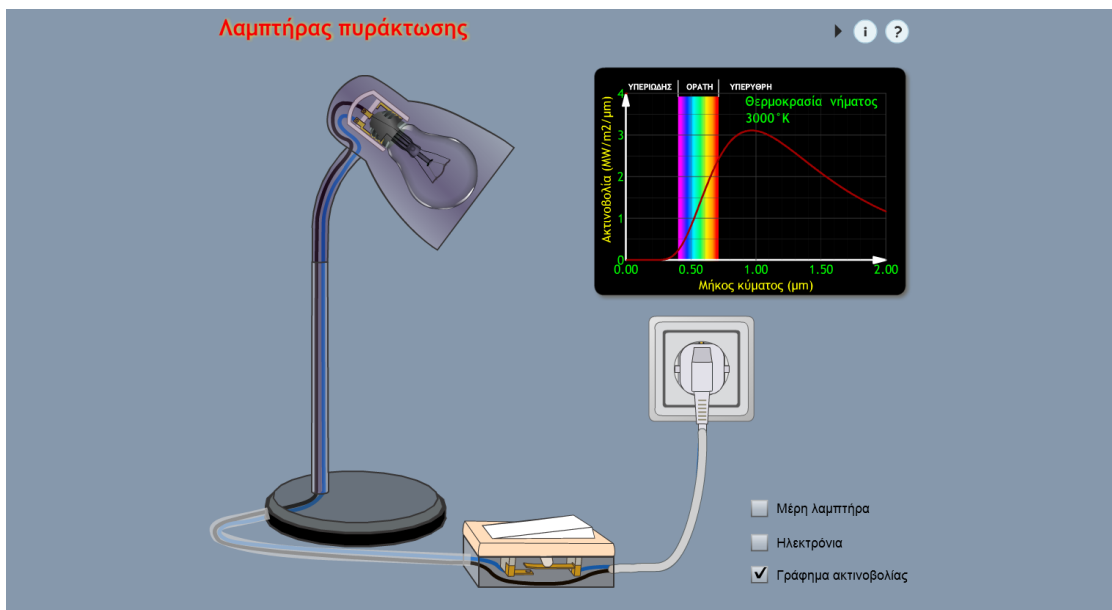 Λαμπτήρας πυράκτωσης
i
?
ΥΠΕΡΙΩΔΗΣ ΟΡΑΤΗ ΥΠΕΡΥΘΡΗ
Θερμοκρασία νήματος
3000°K
Ακτινοβολία (MW/m2/μm)
4
3
2
1
0
0.00 0.50 1.00 1.50 2.00
Μήκος κύματος (μm)
Μέρη λαμπτήρα
Ηλεκτρόνια
Γράφημα ακτινοβολίας